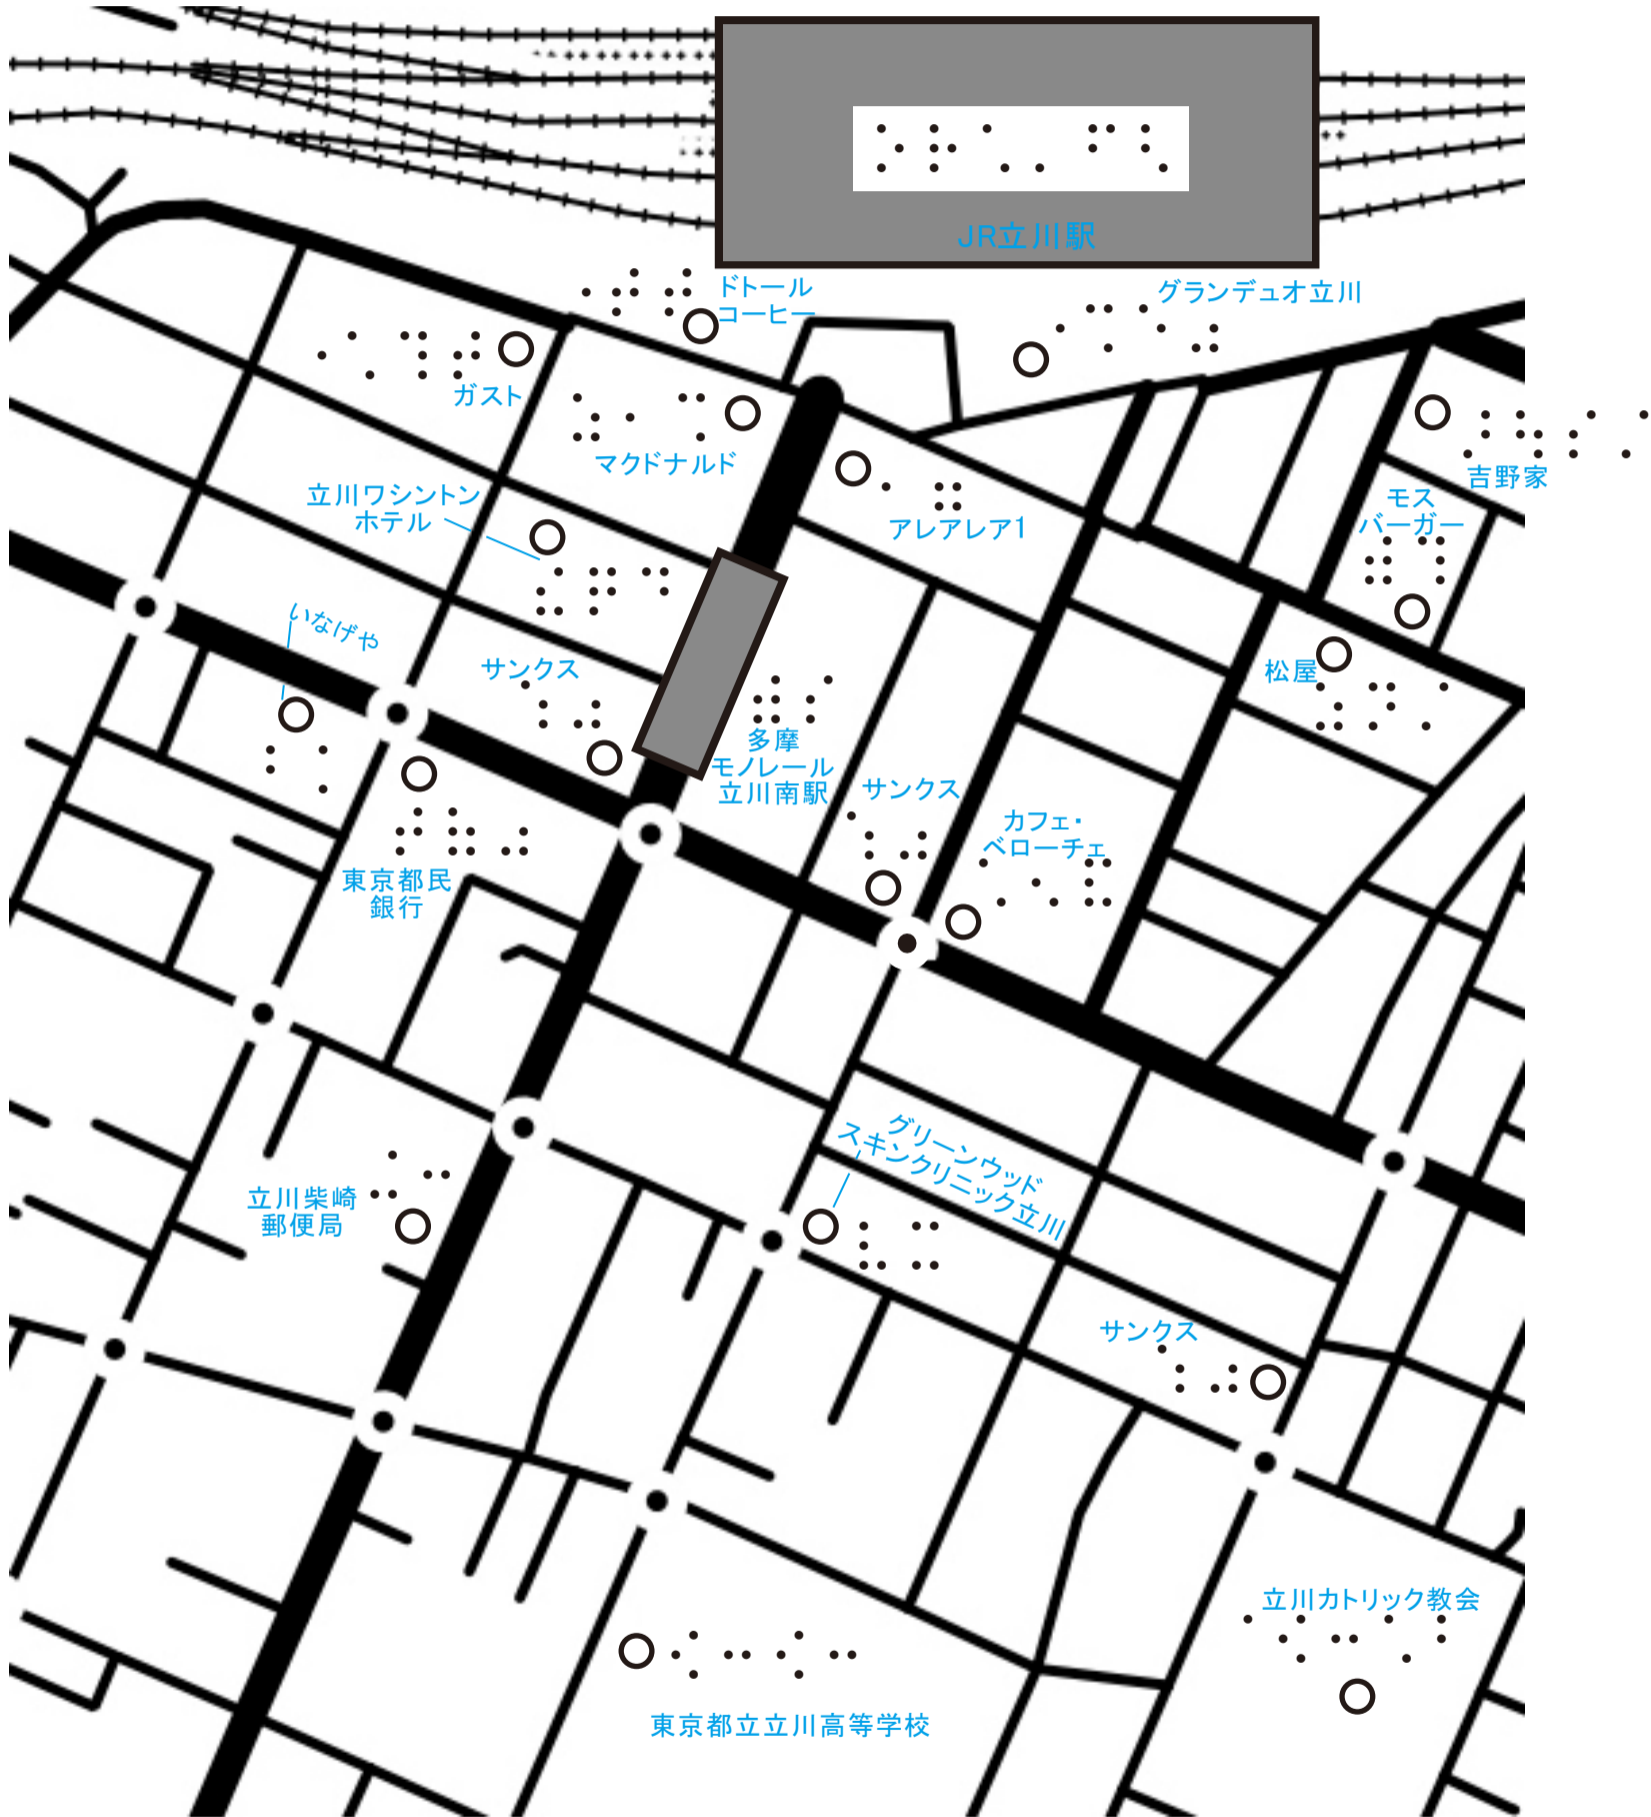 JR立川駅
ドトール
コーヒー
グランデュオ立川
ガスト
マクドナルド
吉野家
立川ワシントン
ホテル
アレアレア1
モス
バーガー
いなげや
サンクス
松屋
多摩
モノレール
立川南駅
サンクス
カフェ・
ベローチェ
東京都民
銀行
グリーンウッド
スキンクリニック立川
立川柴崎
郵便局
サンクス
立川カトリック教会
東京都立立川高等学校